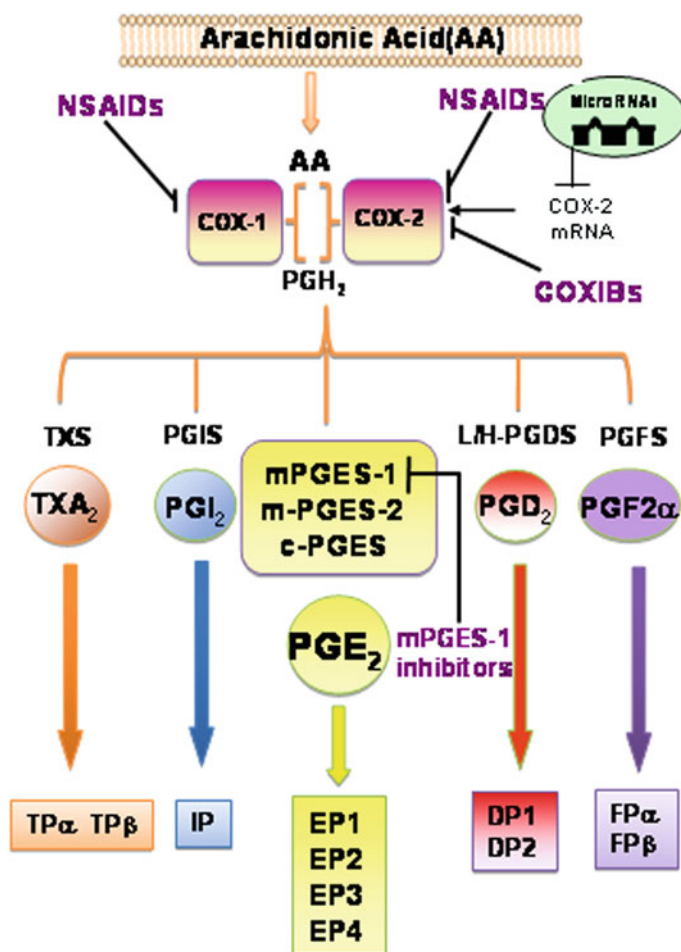 Arachidonic Acid(AA)
NSAIDs
NSAIDs
MicroRNAs
AA
COX-1
COX-2
COX-2
mRNA
PGH₂
COXIBs
TXS
PGIS
L/H-PGDS
PGFS
TXA₂
PGI₂
mPGES-1
m-PGES-2
c-PGES
PGD₂
PGF2α
PGE₂
mPGES-1
inhibitors
TPα TPβ
IP
EP1
EP2
EP3
EP4
DP1
DP2
FPα
FPβ